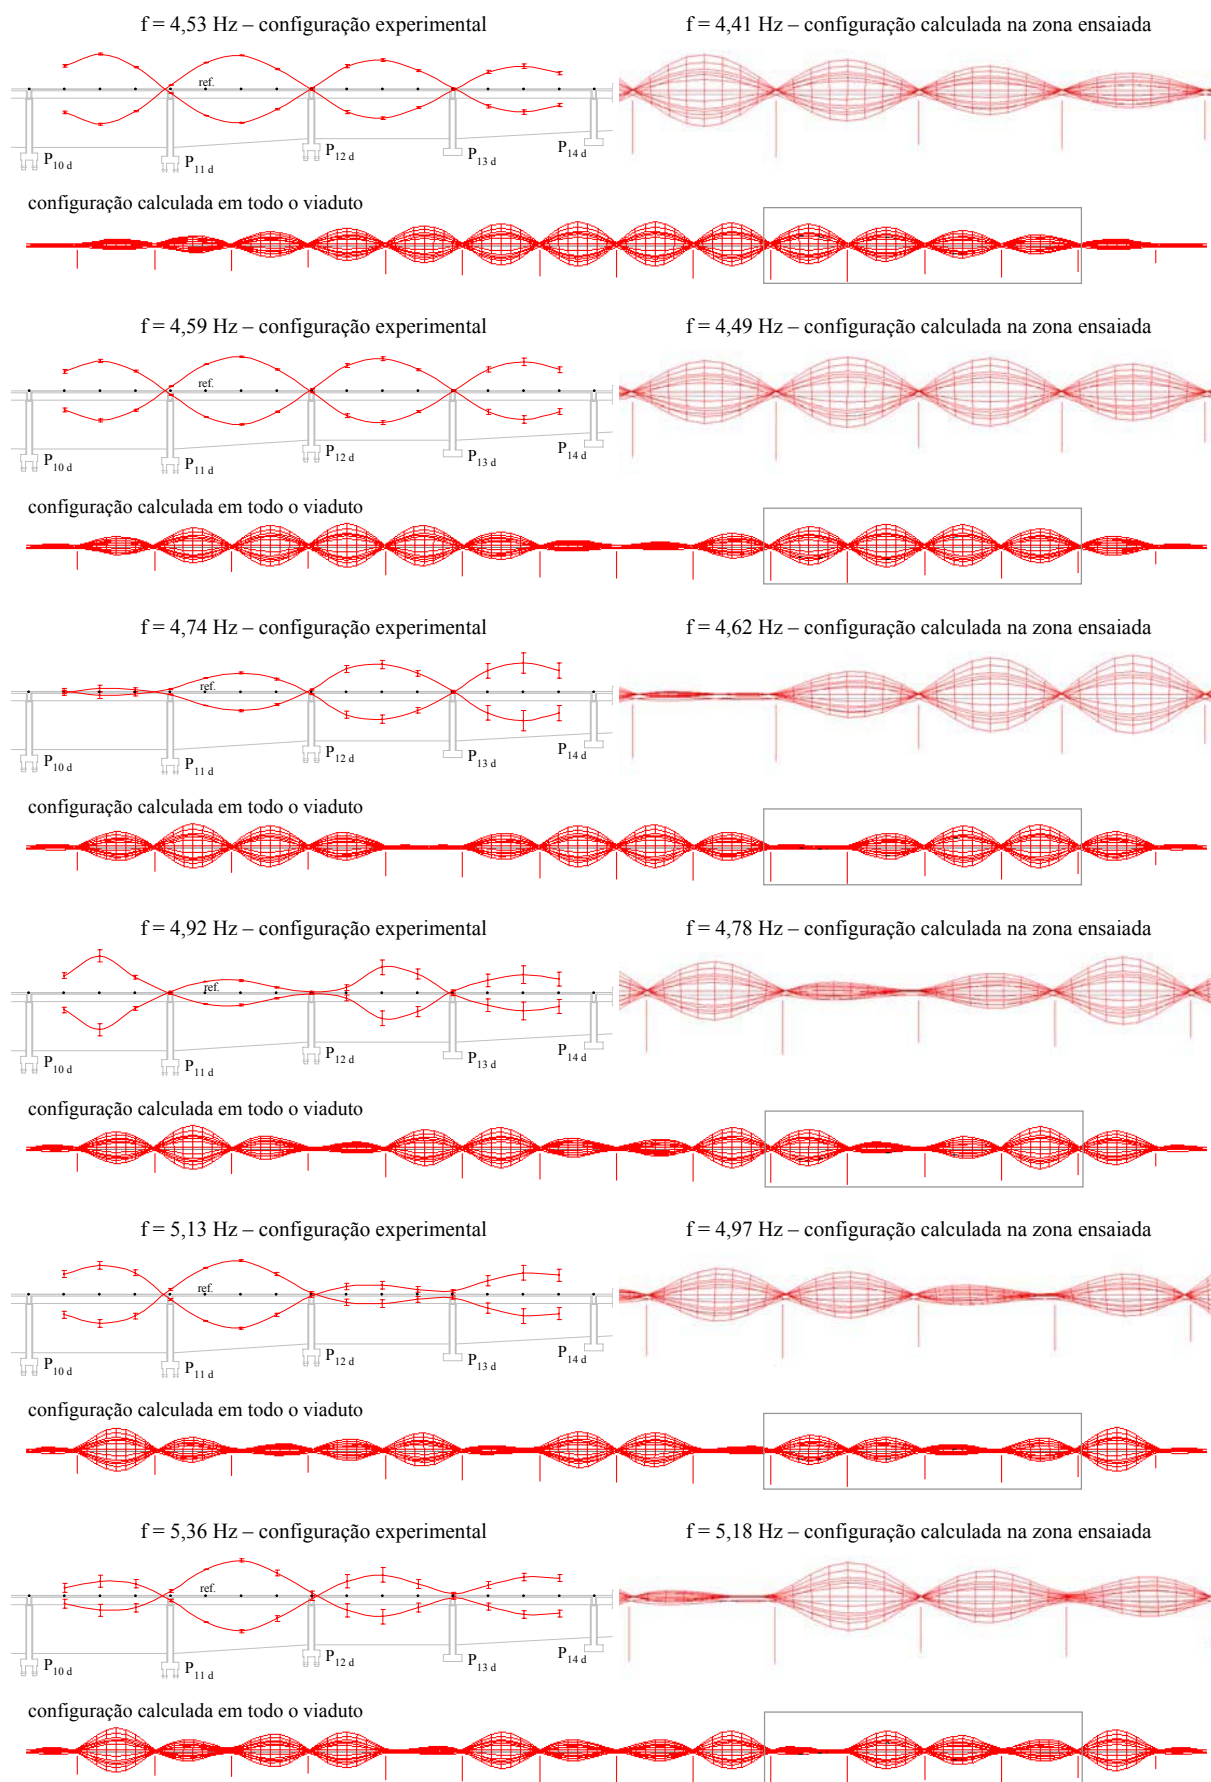 f = 4,53 Hz – configuração experimental
f = 4,41 Hz – configuração calculada na zona ensaiada
ref.
P10 d
P11 d
P12 d
P13 d
P14 d
configuração calculada em todo o viaduto
f = 4,59 Hz – configuração experimental
f = 4,49 Hz – configuração calculada na zona ensaiada
ref.
P10 d
P11 d
P12 d
P13 d
P14 d
configuração calculada em todo o viaduto
f = 4,74 Hz – configuração experimental
f = 4,62 Hz – configuração calculada na zona ensaiada
ref.
P10 d
P11 d
P12 d
P13 d
P14 d
configuração calculada em todo o viaduto
f = 4,92 Hz – configuração experimental
f = 4,78 Hz – configuração calculada na zona ensaiada
ref.
P10 d
P11 d
P12 d
P13 d
P14 d
configuração calculada em todo o viaduto
f = 5,13 Hz – configuração experimental
f = 4,97 Hz – configuração calculada na zona ensaiada
ref.
P10 d
P11 d
P12 d
P13 d
P14 d
configuração calculada em todo o viaduto
f = 5,36 Hz – configuração experimental
f = 5,18 Hz – configuração calculada na zona ensaiada
ref.
P10 d
P11 d
P12 d
P13 d
P14 d
configuração calculada em todo o viaduto